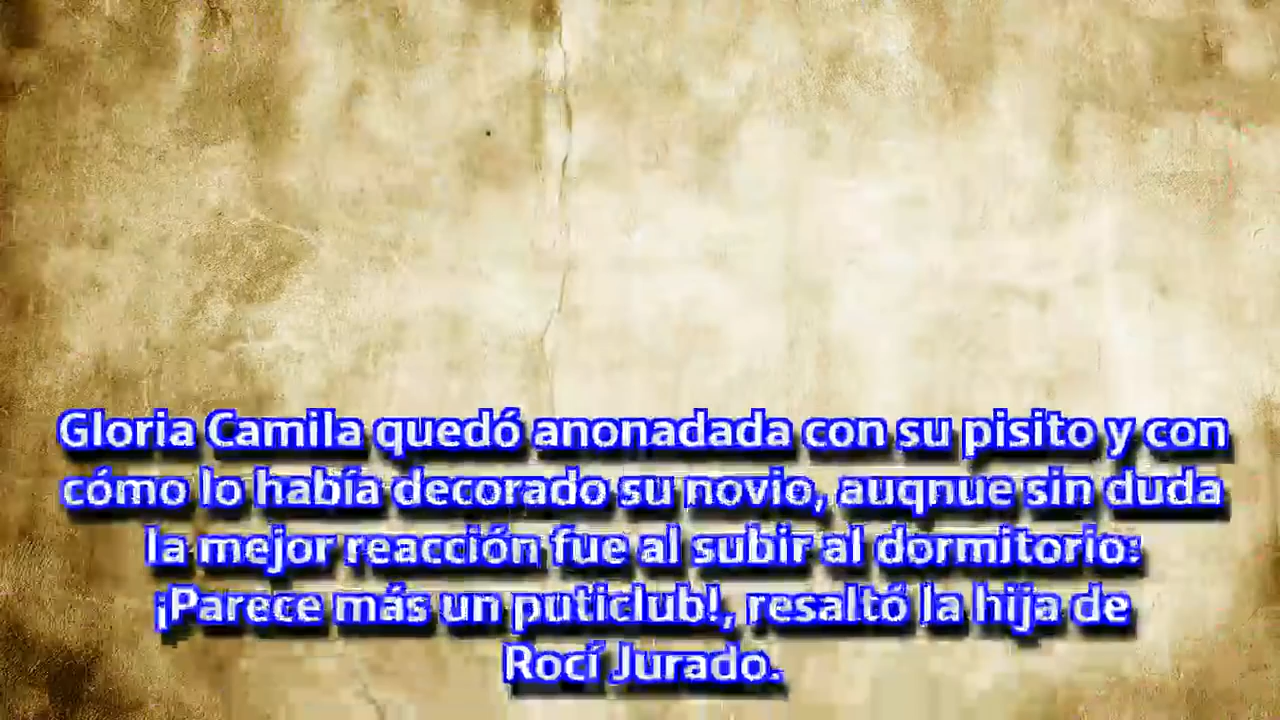 Gloria Camila quedó anonadada con su pisito y con
cómo lo había decorado su novio, auqnue sin duda
la mejor reacción fue al subir al dormitorio:
¡Parece más un puticlub!, resaltó la hija de
Rocí Jurado.